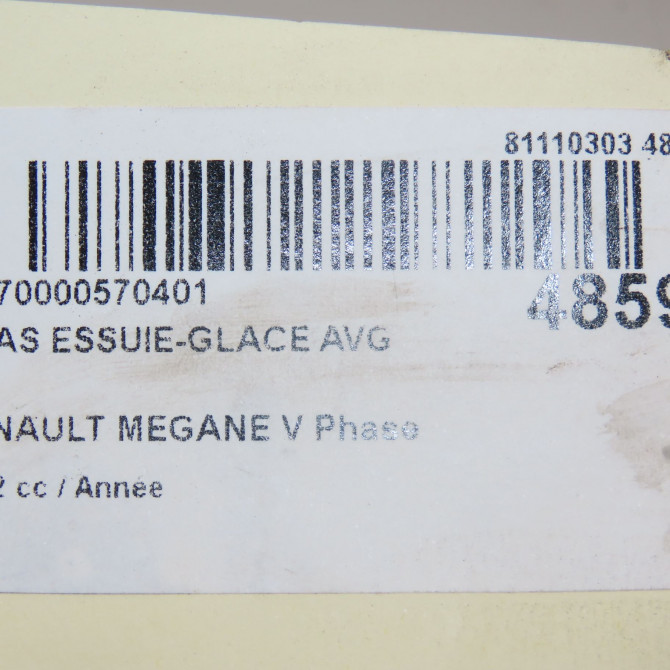 81110303 48
70000570401
4859
AS ESSUIE-GLACE AVG
NAULT MEGANE V Phase
2 cc / Année